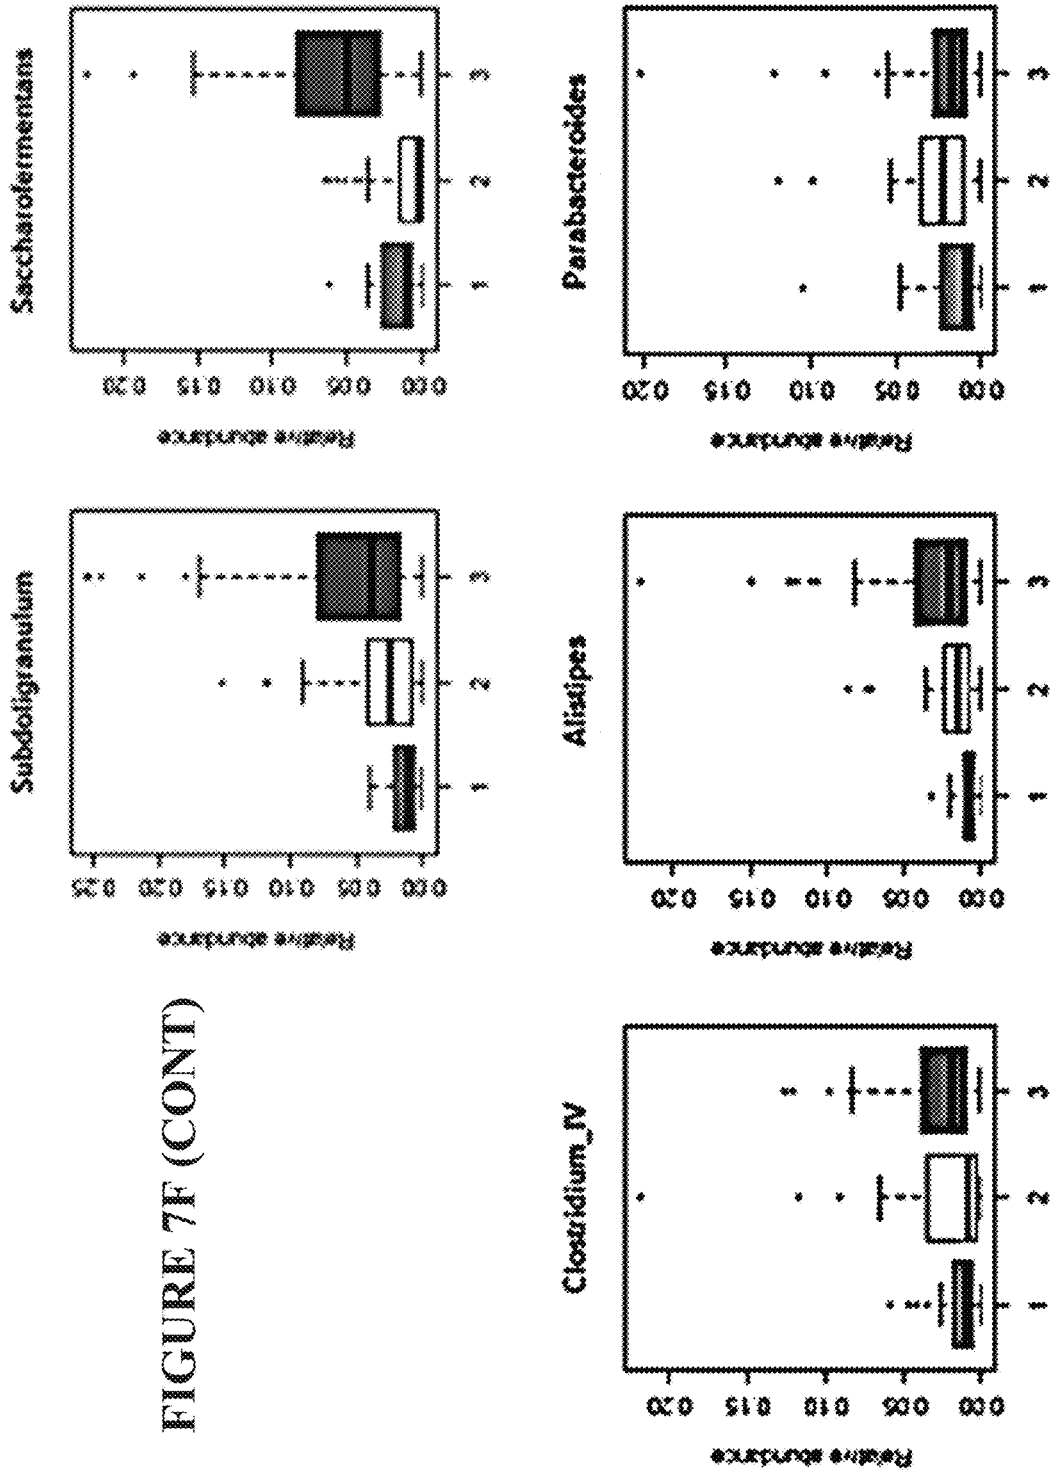 FIGURE 7F (CONT)
Subdoligranulum
Relative abundance
0.25
0.20
0.15
0.10
0.05
0.00
1 2 3
Saccharofermentans
Relative abundance
0.20
0.15
0.10
0.05
0.00
1 2 3
Clostridium_IV
Relative abundance
0.20
0.15
0.10
0.05
0.00
1 2 3
Alistipes
Relative abundance
0.20
0.15
0.10
0.05
0.00
1 2 3
Parabacteroides
Relative abundance
0.20
0.15
0.10
0.05
0.00
1 2 3